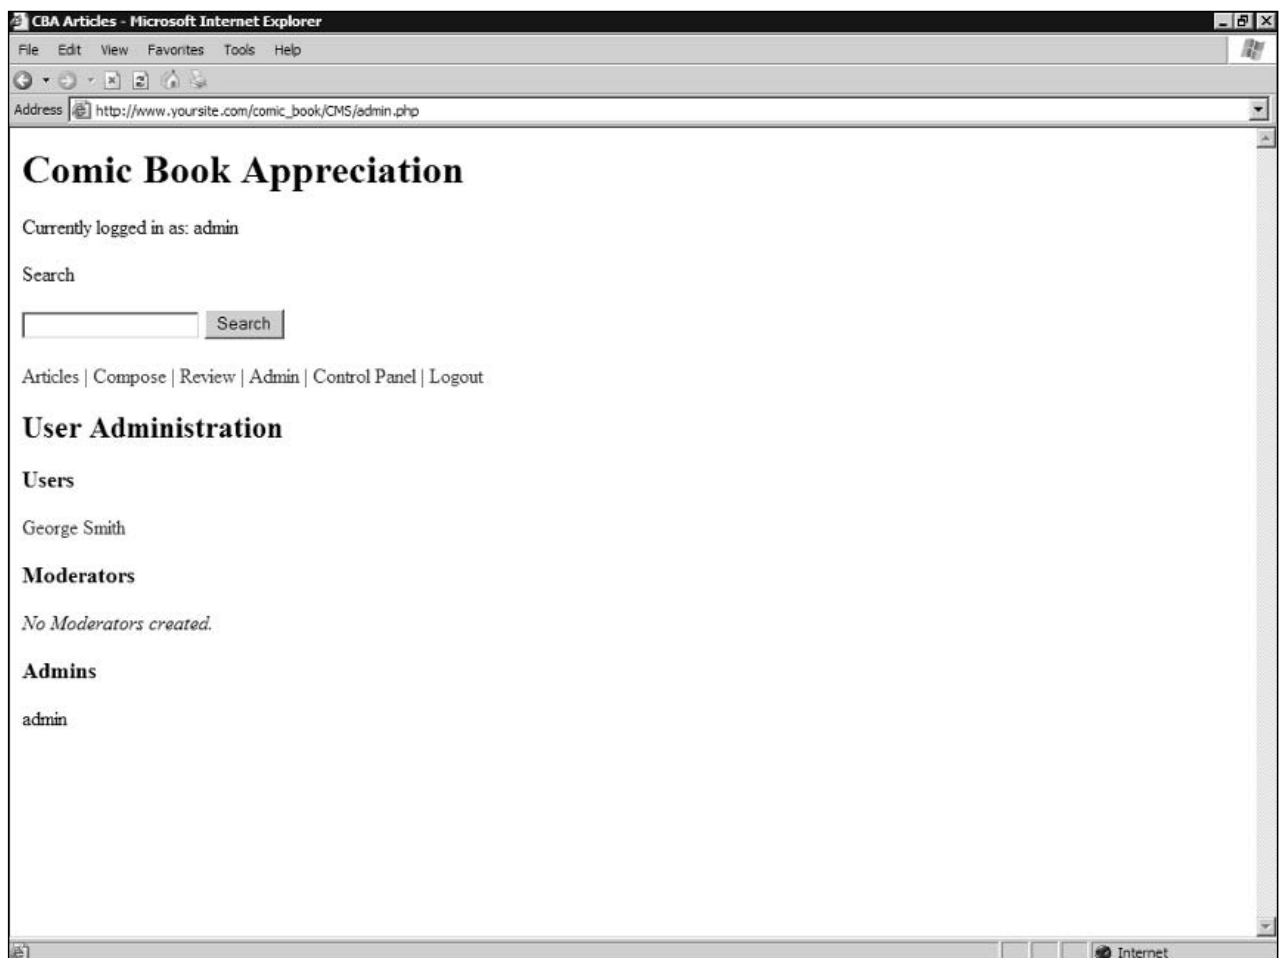 CBA Articles - Microsoft Internet Explorer
File Edit View Favorites Tools Help
Address http://www.yoursite.com/comic_book/CMS/admin.php
Comic Book Appreciation
Currently logged in as: admin
Search
Search
Articles | Compose | Review | Admin | Control Panel | Logout
User Administration
Users
George Smith
Moderators
No Moderators created.
Admins
admin
Internet